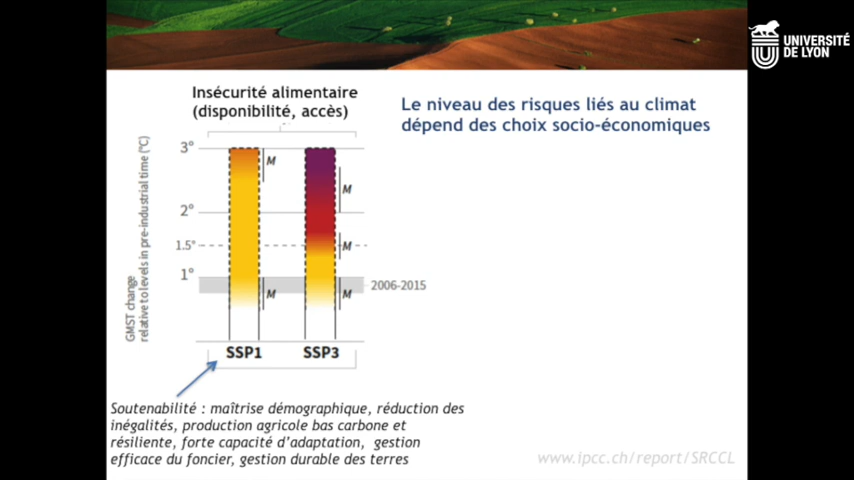 UNIVERSITÉ
DE LYON
Insécurité alimentaire
(disponibilité, accès)
Le niveau des risques liés au climat
dépend des choix socio-économiques
GMST change
relative to levels in pre-industrial time (°C)
3°
M
M
2°
1.5°
M
1°
M
M
2006-2015
SSP1
SSP3
Soutenabilité : maîtrise démographique, réduction des
inégalités, production agricole bas carbone et
résiliente, forte capacité d’adaptation, gestion
efficace du foncier, gestion durable des terres
www.ipcc.ch/report/SRCCL